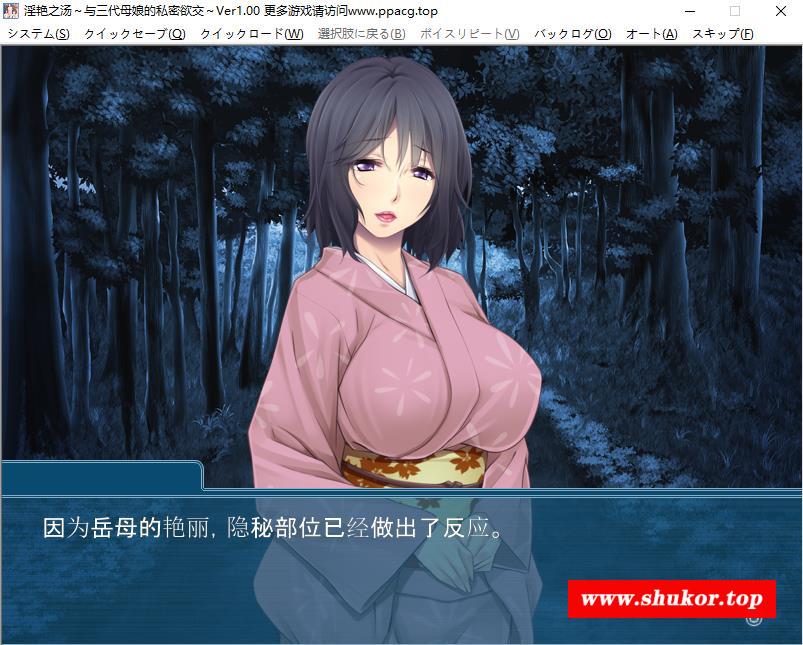 淫艳之汤～与三代母娘的私密欲交～Ver1.00 更多游戏请访问www.ppacg.top
システム(S) クイックセーブ(Q) クイックロード(W) 選択肢に戻る(B) ボイスリピート(V) バックログ(O) オート(A) スキップ(F)
因为岳母的艳丽, 隐秘部位已经做出了反应。
www.shukor.top